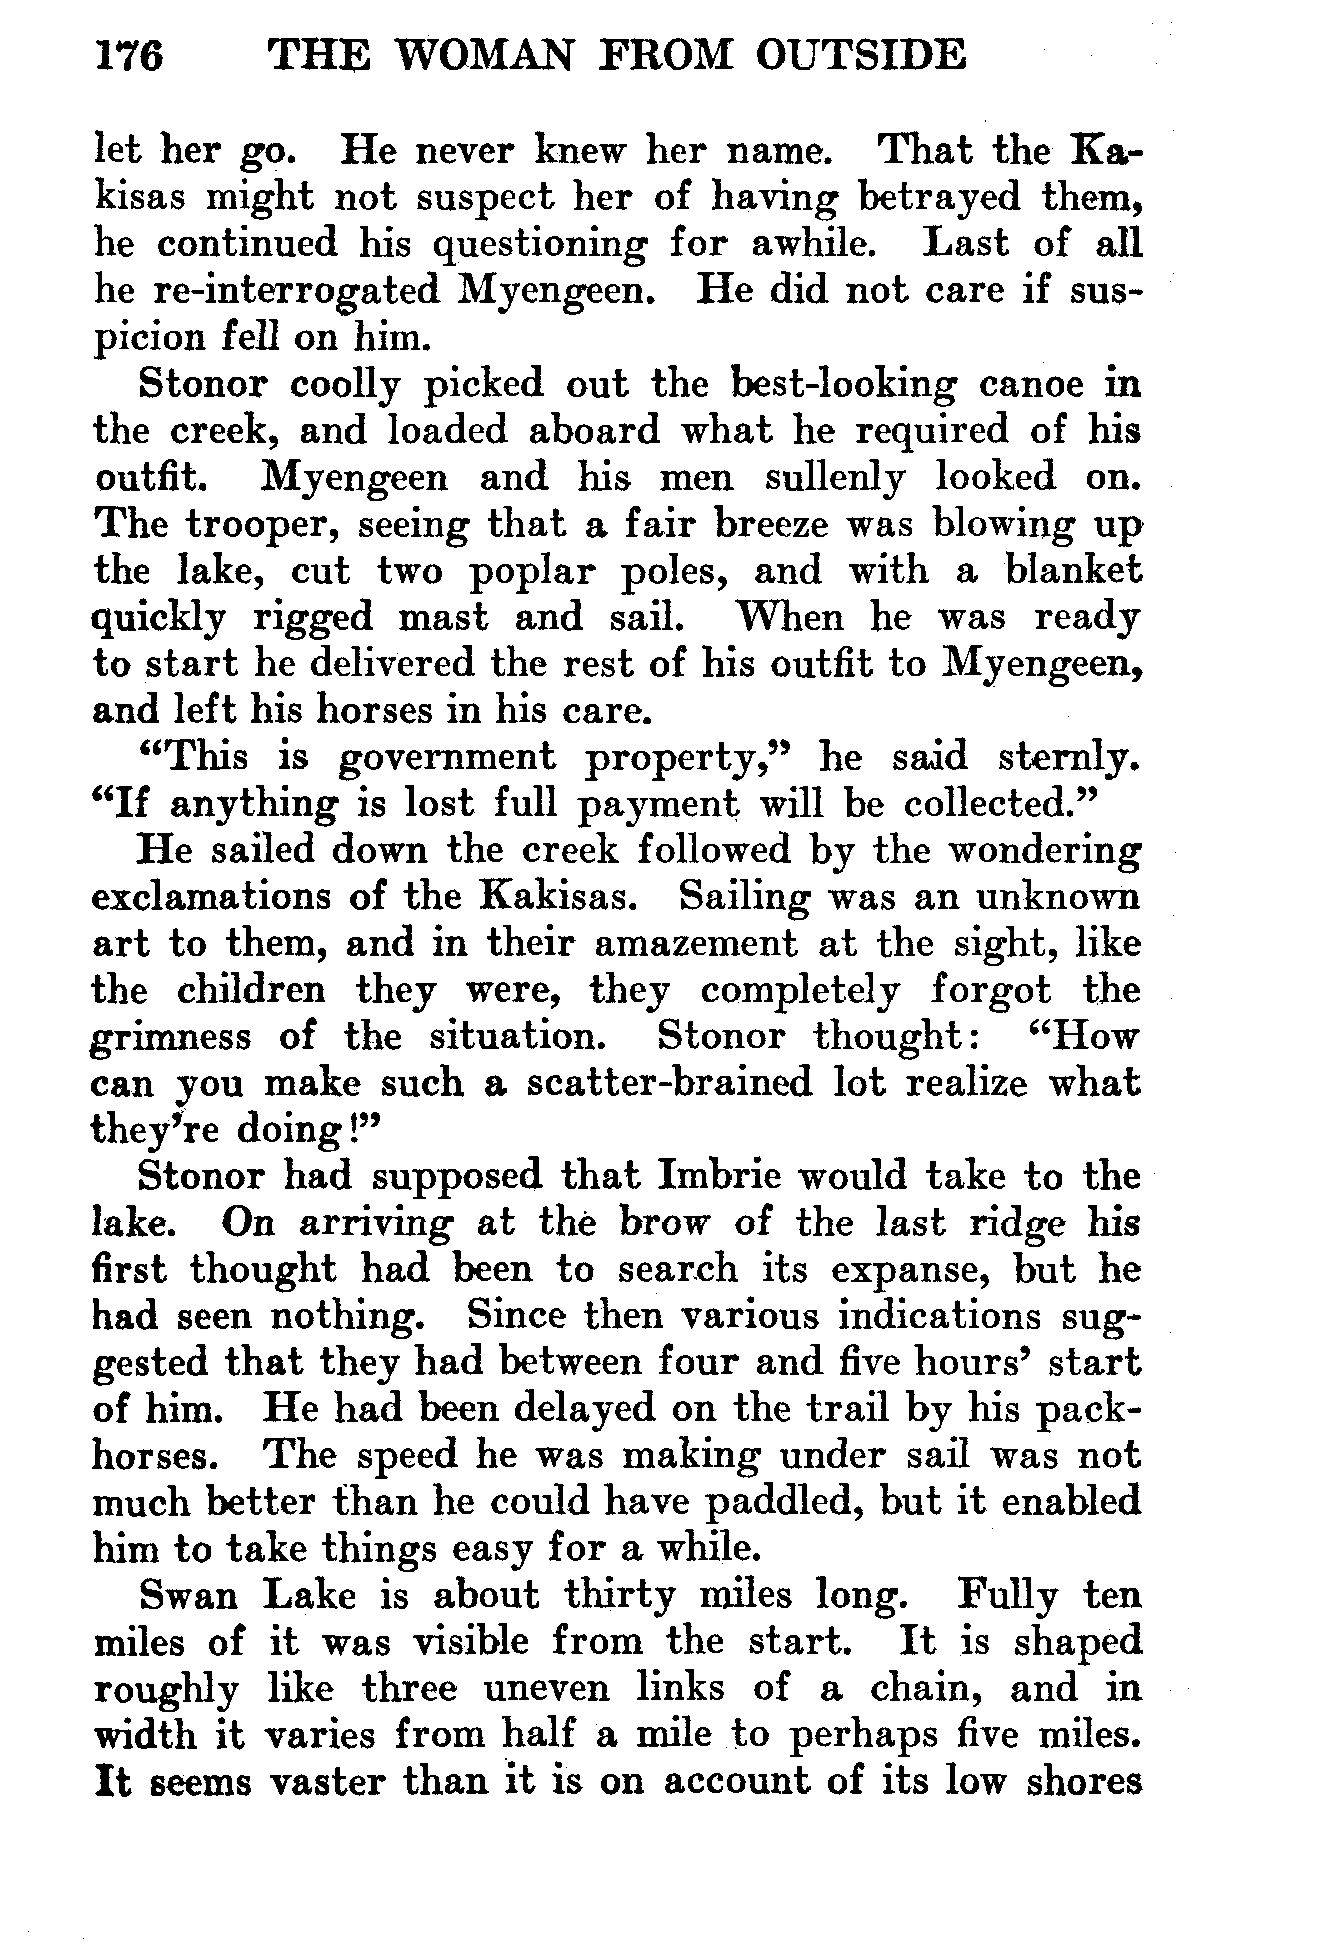 176 THE WOMAN FROM OUTSIDE
let her go. He never knew her name. That the Ka-
kisas might not suspect her of having betrayed them,
he continued his questioning for awhile. Last of all
he re-interrogated Myengeen. He did not care if sus-
picion fell on him.
Stonor coolly picked out the best-looking canoe in
the creek, and loaded aboard what he required of his
outfit. Myengeen and his men sullenly looked on.
The trooper, seeing that a fair breeze was blowing up
the lake, cut two poplar poles, and with a blanket
quickly rigged mast and sail. When he was ready
to start he delivered the rest of his outfit to Myengeen,
and left his horses in his care.
“This is government property,” he said sternly.
“If anything is lost full payment will be collected.”
He sailed down the creek followed by the wondering
exclamations of the Kakisas. Sailing was an unknown
art to them, and in their amazement at the sight, like
the children they were, they completely forgot the
grimness of the situation. Stonor thought: “How
can you make such a scatter-brained lot realize what
they’re doing!”
Stonor had supposed that Imbrie would take to the
lake. On arriving at the brow of the last ridge his
first thought had been to search its expanse, but he
had seen nothing. Since then various indications sug-
gested that they had between four and five hours’ start
of him. He had been delayed on the trail by his pack-
horses. The speed he was making under sail was not
much better than he could have paddled, but it enabled
him to take things easy for a while.
Swan Lake is about thirty miles long. Fully ten
miles of it was visible from the start. It is shaped
roughly like three uneven links of a chain, and in
width it varies from half a mile to perhaps five miles.
It seems vaster than it is on account of its low shores